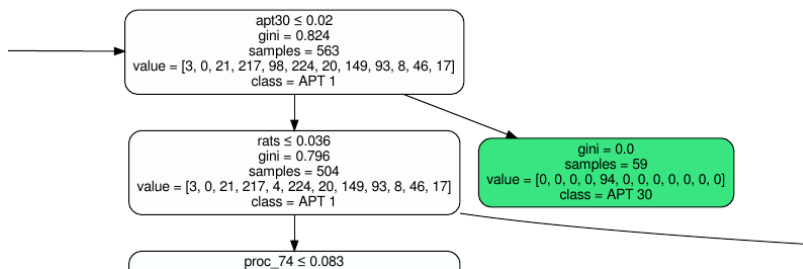 apt30 ≤ 0.02
gini = 0.824
samples = 563
value = [3, 0, 21, 217, 98, 224, 20, 149, 93, 8, 46, 17]
class = APT 1
rats ≤ 0.036
gini = 0.796
samples = 504
value = [3, 0, 21, 217, 4, 224, 20, 149, 93, 8, 46, 17]
class = APT 1
gini = 0.0
samples = 59
value = [0, 0, 0, 0, 94, 0, 0, 0, 0, 0, 0, 0]
class = APT 30
proc_74 ≤ 0.083